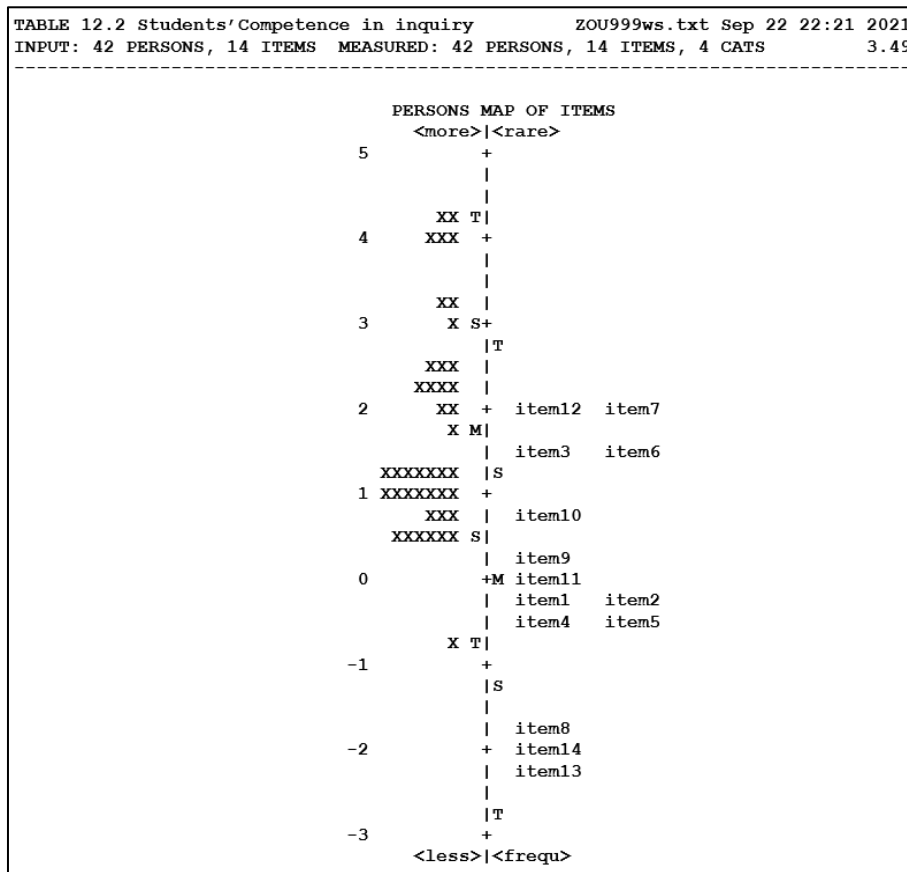 TABLE 12.2 Students’Competence in inquiry ZOU999ws.txt Sep 22 22:21 2021
INPUT: 42 PERSONS, 14 ITEMS MEASURED: 42 PERSONS, 14 ITEMS, 4 CATS 3.49
--------------------------------------------------------------------------------
PERSONS MAP OF ITEMS
<more>|<rare>
5 +
|
|
XX T|
4 XXX +
|
|
XX |
3 X S+
|T
XXX |
XXXX |
2 XX + item12 item7
X M|
| item3 item6
XXXXXXX |S
1 XXXXXXX +
XXX | item10
XXXXXX S|
| item9
0 +M item11
| item1 item2
| item4 item5
X T|
-1 +
|S
|
| item8
-2 + item14
| item13
|
|T
-3 +
<less>|<frequ>